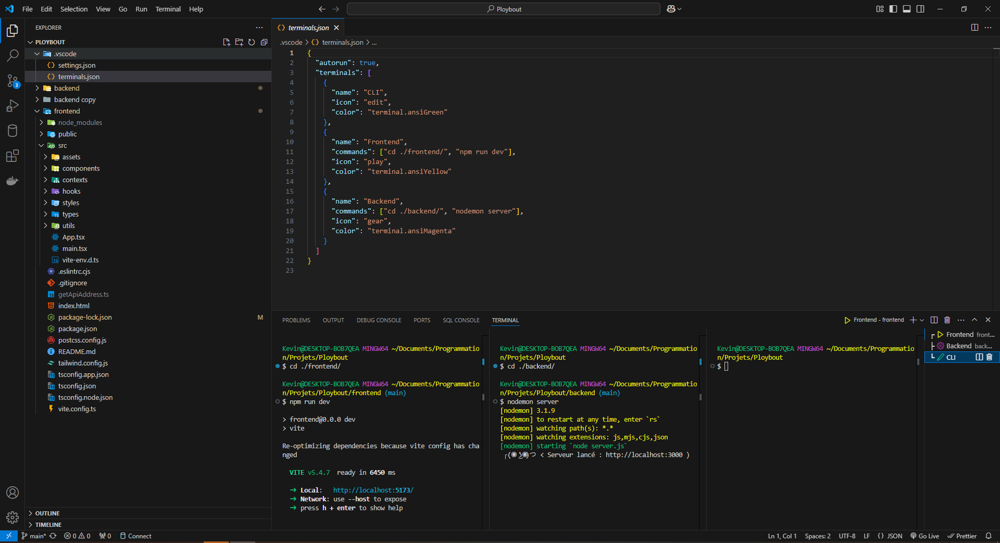 File Edit Selection View Go Run Terminal Help
Ploybout
EXPLORER
PLOYBOUT
.vscode
settings.json
terminals.json
backend
backend copy
frontend
node_modules
public
src
assets
components
contexts
hooks
styles
types
utils
App.tsx
main.tsx
vite-env.d.ts
.eslintrc.cjs
.gitignore
getApiAddress.ts
index.html
package-lock.json M
package.json
postcss.config.js
README.md
tailwind.config.js
tsconfig.app.json
tsconfig.json
tsconfig.node.json
vite.config.ts
OUTLINE
TIMELINE
3
terminals.json
.vscode > {} terminals.json > ...
1 {
2 "autorun": true,
3 "terminals": [
4 {
5 "name": "CLI",
6 "icon": "edit",
7 "color": "terminal.ansiGreen"
8 },
9 {
10 "name": "Frontend",
11 "commands": ["cd ./frontend/", "npm run dev"],
12 "icon": "play",
13 "color": "terminal.ansiYellow"
14 },
15 {
16 "name": "Backend",
17 "commands": ["cd ./backend/", "nodemon server"],
18 "icon": "gear",
19 "color": "terminal.ansiMagenta"
20 }
21 ]
22 }
23
PROBLEMS OUTPUT DEBUG CONSOLE PORTS SQL CONSOLE TERMINAL
Frontend - frontend
Kevin@DESKTOP-BOB7QEA MINGW64 ~/Documents/Programmatio
n/Projets/Ploybout
$ cd ./frontend/
Kevin@DESKTOP-BOB7QEA MINGW64 ~/Documents/Programmatio
n/Projets/Ploybout/frontend (main)
$ npm run dev
> frontend@0.0.0 dev
> vite
Re-optimizing dependencies because vite config has cha
nged
VITE v5.4.7 ready in 6450 ms
➜ Local: http://localhost:5173/
➜ Network: use --host to expose
➜ press h + enter to show help
Kevin@DESKTOP-BOB7QEA MINGW64 ~/Documents/Programmatio
n/Projets/Ploybout
$ cd ./backend/
Kevin@DESKTOP-BOB7QEA MINGW64 ~/Documents/Programmatio
n/Projets/Ploybout/backend (main)
$ nodemon server
[nodemon] 3.1.9
[nodemon] to restart at any time, enter `rs`
[nodemon] watching path(s): *.*
[nodemon] watching extensions: js,mjs,cjs,json
[nodemon] starting `node server.js`
< Serveur lancé : http://localhost:3000 )
Kevin@DESKTOP-BOB7QEA MINGW64 ~/Documents/Programmatio
n/Projets/Ploybout
$
Frontend front...
Backend back...
CLI
main* 0 0 0 Connect
Ln 1, Col 1 Spaces: 2 UTF-8 LF {} JSON Go Live Prettier